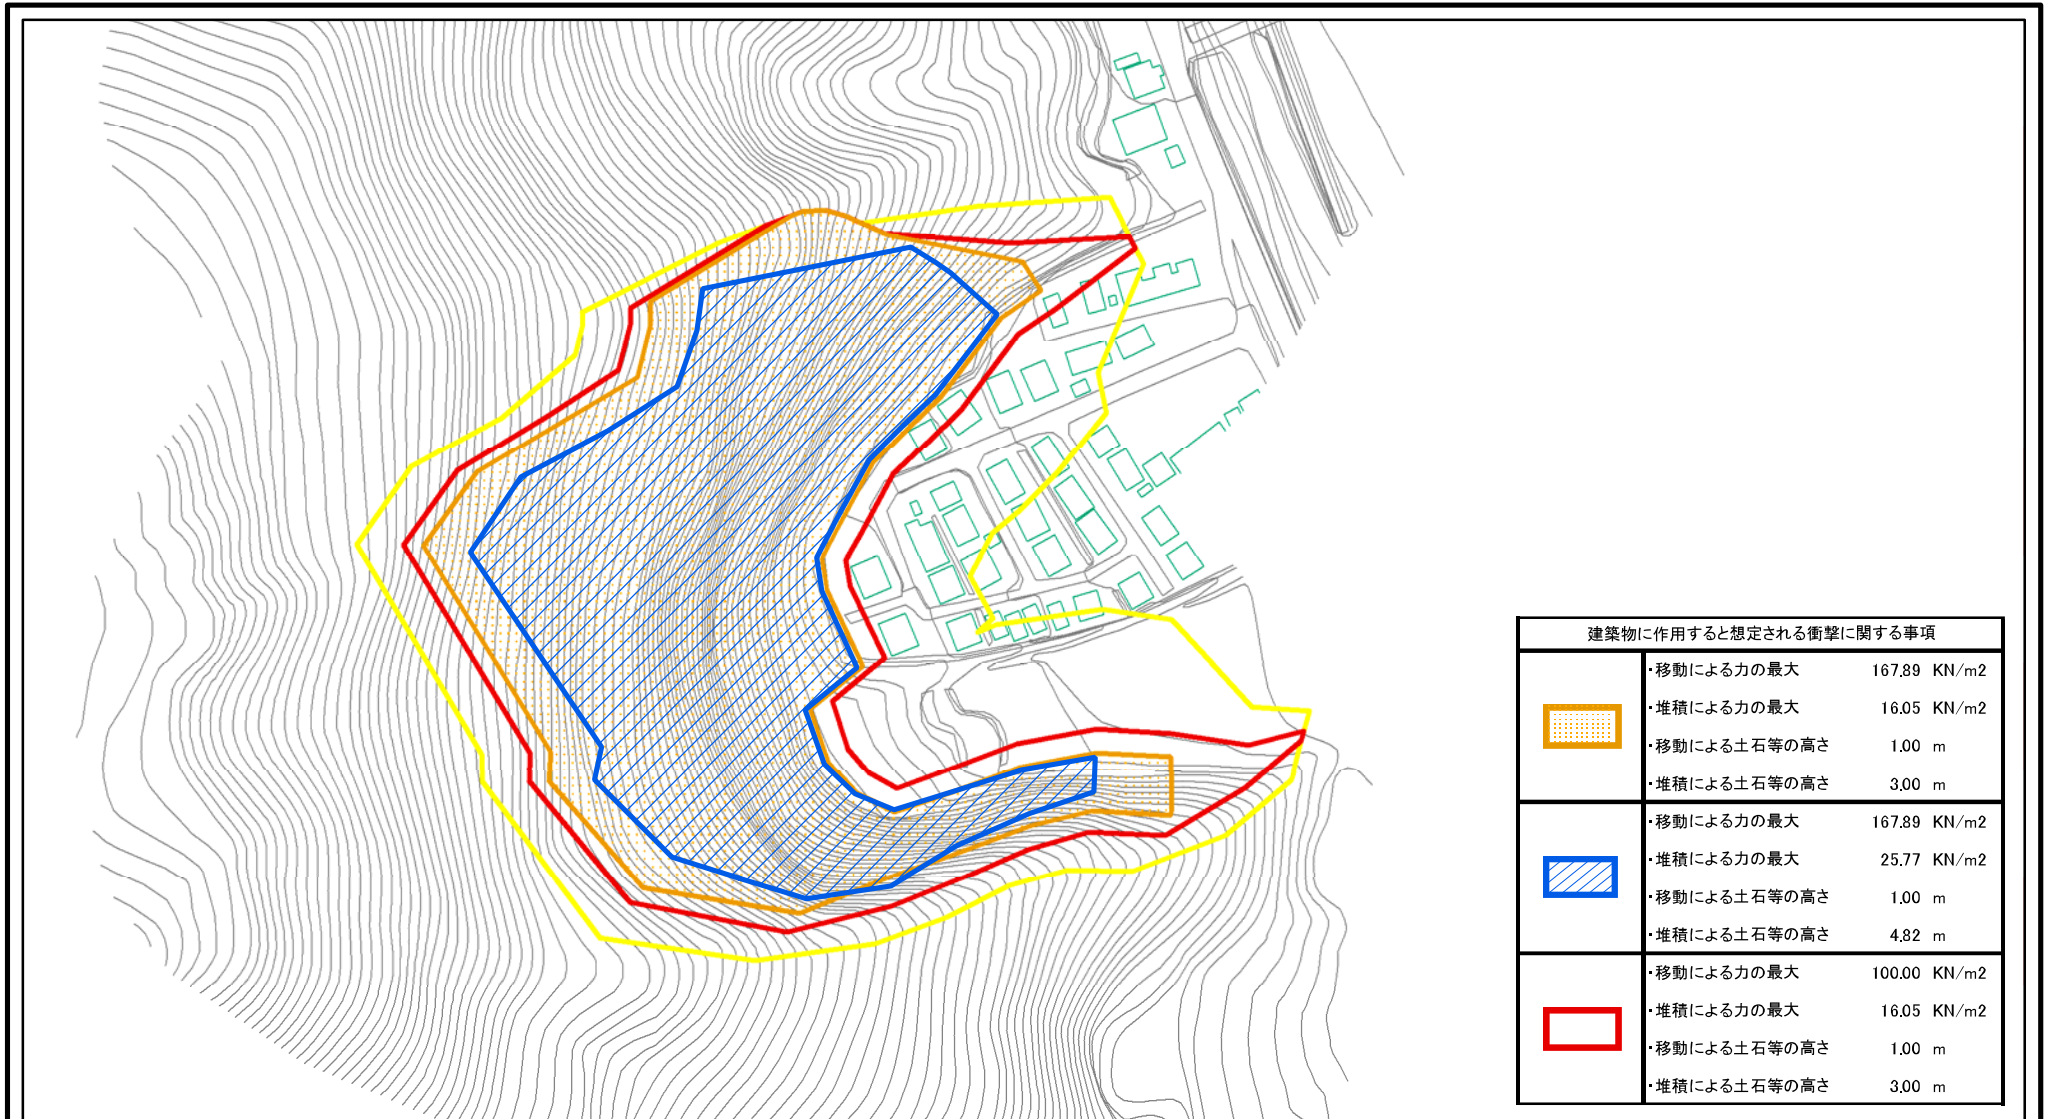 建築物に作用すると想定される衝撃に関する事項
・移動による力の最大 167.89 KN/m2
・堆積による力の最大 16.05 KN/m2
・移動による土石等の高さ 1.00 m
・堆積による土石等の高さ 3.00 m
・移動による力の最大 167.89 KN/m2
・堆積による力の最大 25.77 KN/m2
・移動による土石等の高さ 1.00 m
・堆積による土石等の高さ 4.82 m
・移動による力の最大 100.00 KN/m2
・堆積による力の最大 16.05 KN/m2
・移動による土石等の高さ 1.00 m
・堆積による土石等の高さ 3.00 m